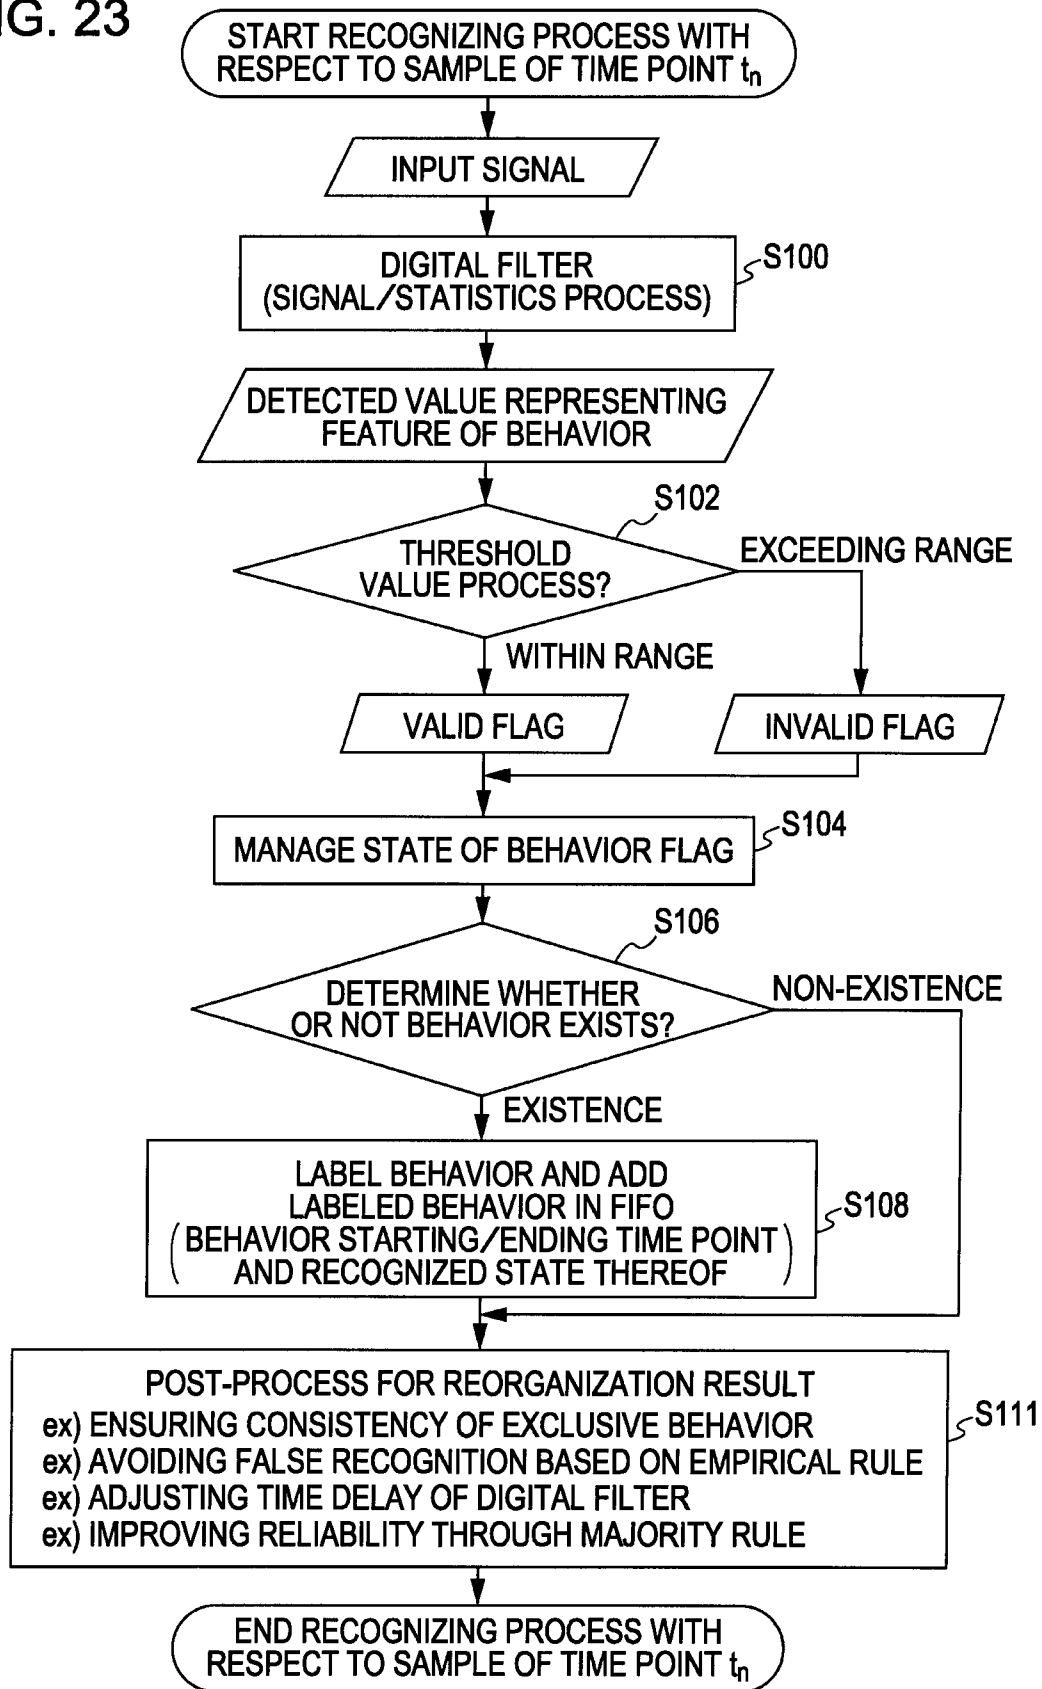 IG. 23
START RECOGNIZING PROCESS WITH
RESPECT TO SAMPLE OF TIME POINT tn
INPUT SIGNAL
DIGITAL FILTER
(SIGNAL/STATISTICS PROCESS)
S100
DETECTED VALUE REPRESENTING
FEATURE OF BEHAVIOR
S102
THRESHOLD
VALUE PROCESS?
EXCEEDING RANGE
WITHIN RANGE
VALID FLAG
INVALID FLAG
MANAGE STATE OF BEHAVIOR FLAG
S104
S106
DETERMINE WHETHER
OR NOT BEHAVIOR EXISTS?
NON-EXISTENCE
EXISTENCE
LABEL BEHAVIOR AND ADD
LABELED BEHAVIOR IN FIFO
(BEHAVIOR STARTING/ENDING TIME POINT
AND RECOGNIZED STATE THEREOF)
S108
POST-PROCESS FOR REORGANIZATION RESULT
ex) ENSURING CONSISTENCY OF EXCLUSIVE BEHAVIOR
ex) AVOIDING FALSE RECOGNITION BASED ON EMPIRICAL RULE
ex) ADJUSTING TIME DELAY OF DIGITAL FILTER
ex) IMPROVING RELIABILITY THROUGH MAJORITY RULE
S111
END RECOGNIZING PROCESS WITH
RESPECT TO SAMPLE OF TIME POINT tn